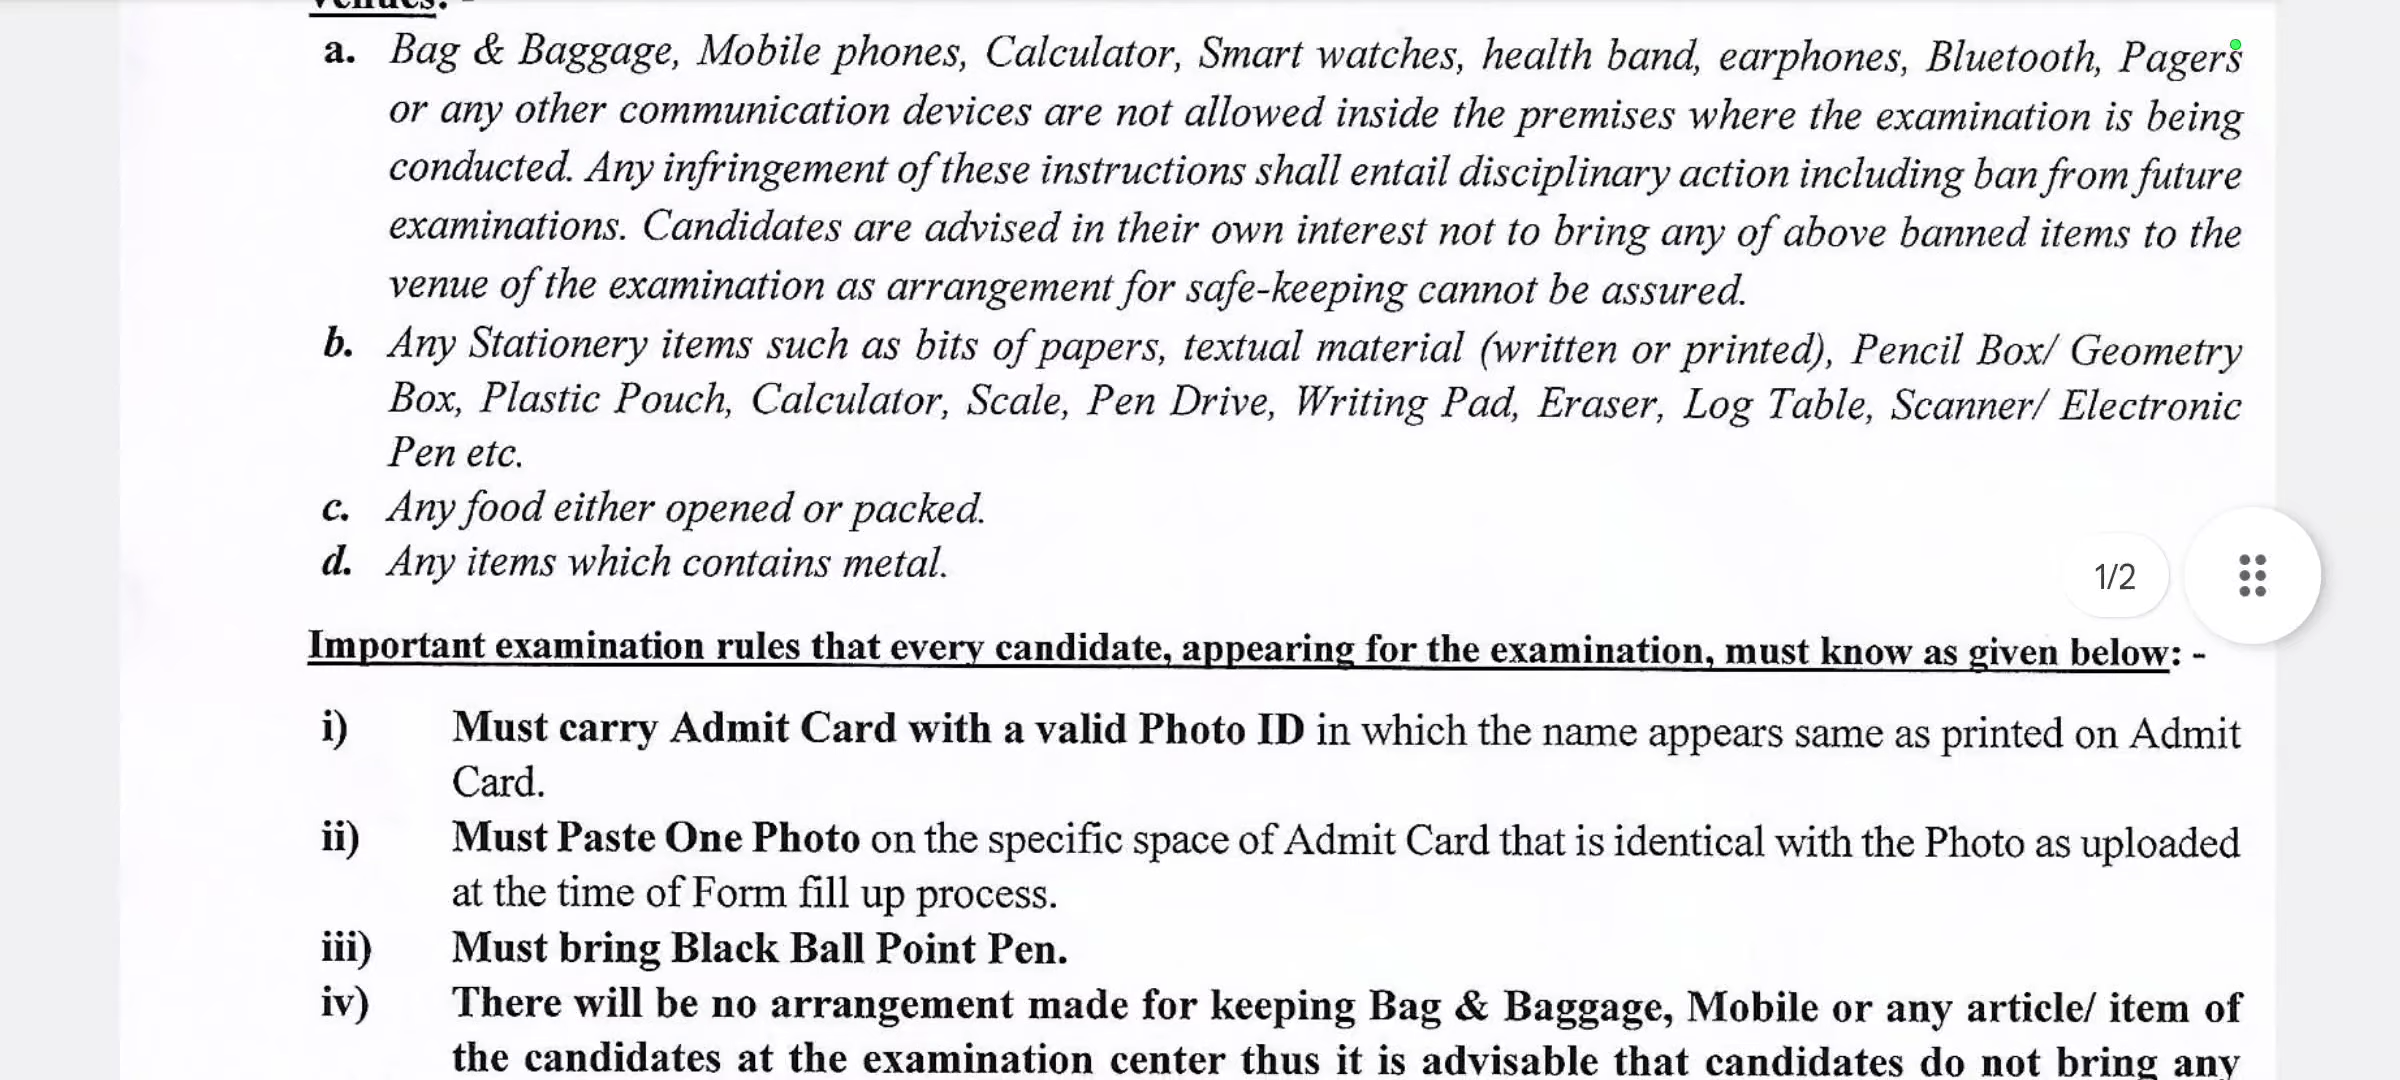 venues: -
a. Bag & Baggage, Mobile phones, Calculator, Smart watches, health band, earphones, Bluetooth, Pagers
or any other communication devices are not allowed inside the premises where the examination is being
conducted. Any infringement of these instructions shall entail disciplinary action including ban from future
examinations. Candidates are advised in their own interest not to bring any of above banned items to the
venue of the examination as arrangement for safe-keeping cannot be assured.
b. Any Stationery items such as bits of papers, textual material (written or printed), Pencil Box/ Geometry
Box, Plastic Pouch, Calculator, Scale, Pen Drive, Writing Pad, Eraser, Log Table, Scanner/ Electronic
Pen etc.
c. Any food either opened or packed.
d. Any items which contains metal.
1/2
Important examination rules that every candidate, appearing for the examination, must know as given below: -
i) Must carry Admit Card with a valid Photo ID in which the name appears same as printed on Admit
Card.
ii) Must Paste One Photo on the specific space of Admit Card that is identical with the Photo as uploaded
at the time of Form fill up process.
iii) Must bring Black Ball Point Pen.
iv) There will be no arrangement made for keeping Bag & Baggage, Mobile or any article/ item of
the candidates at the examination center thus it is advisable that candidates do not bring any